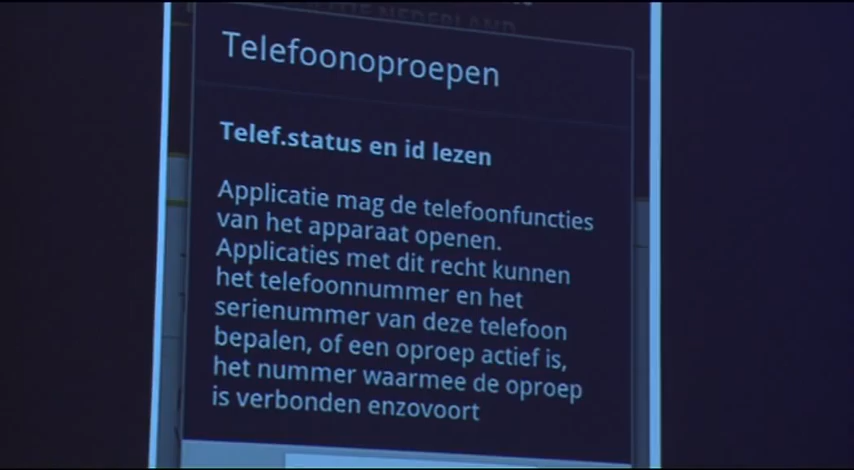 NEDERLAND
Telefoonoproepen
Telef.status en id lezen
Applicatie mag de telefoonfuncties
van het apparaat openen.
Applicaties met dit recht kunnen
het telefoonnummer en het
serienummer van deze telefoon
bepalen, of een oproep actief is,
het nummer waarmee de oproep
is verbonden enzovoort